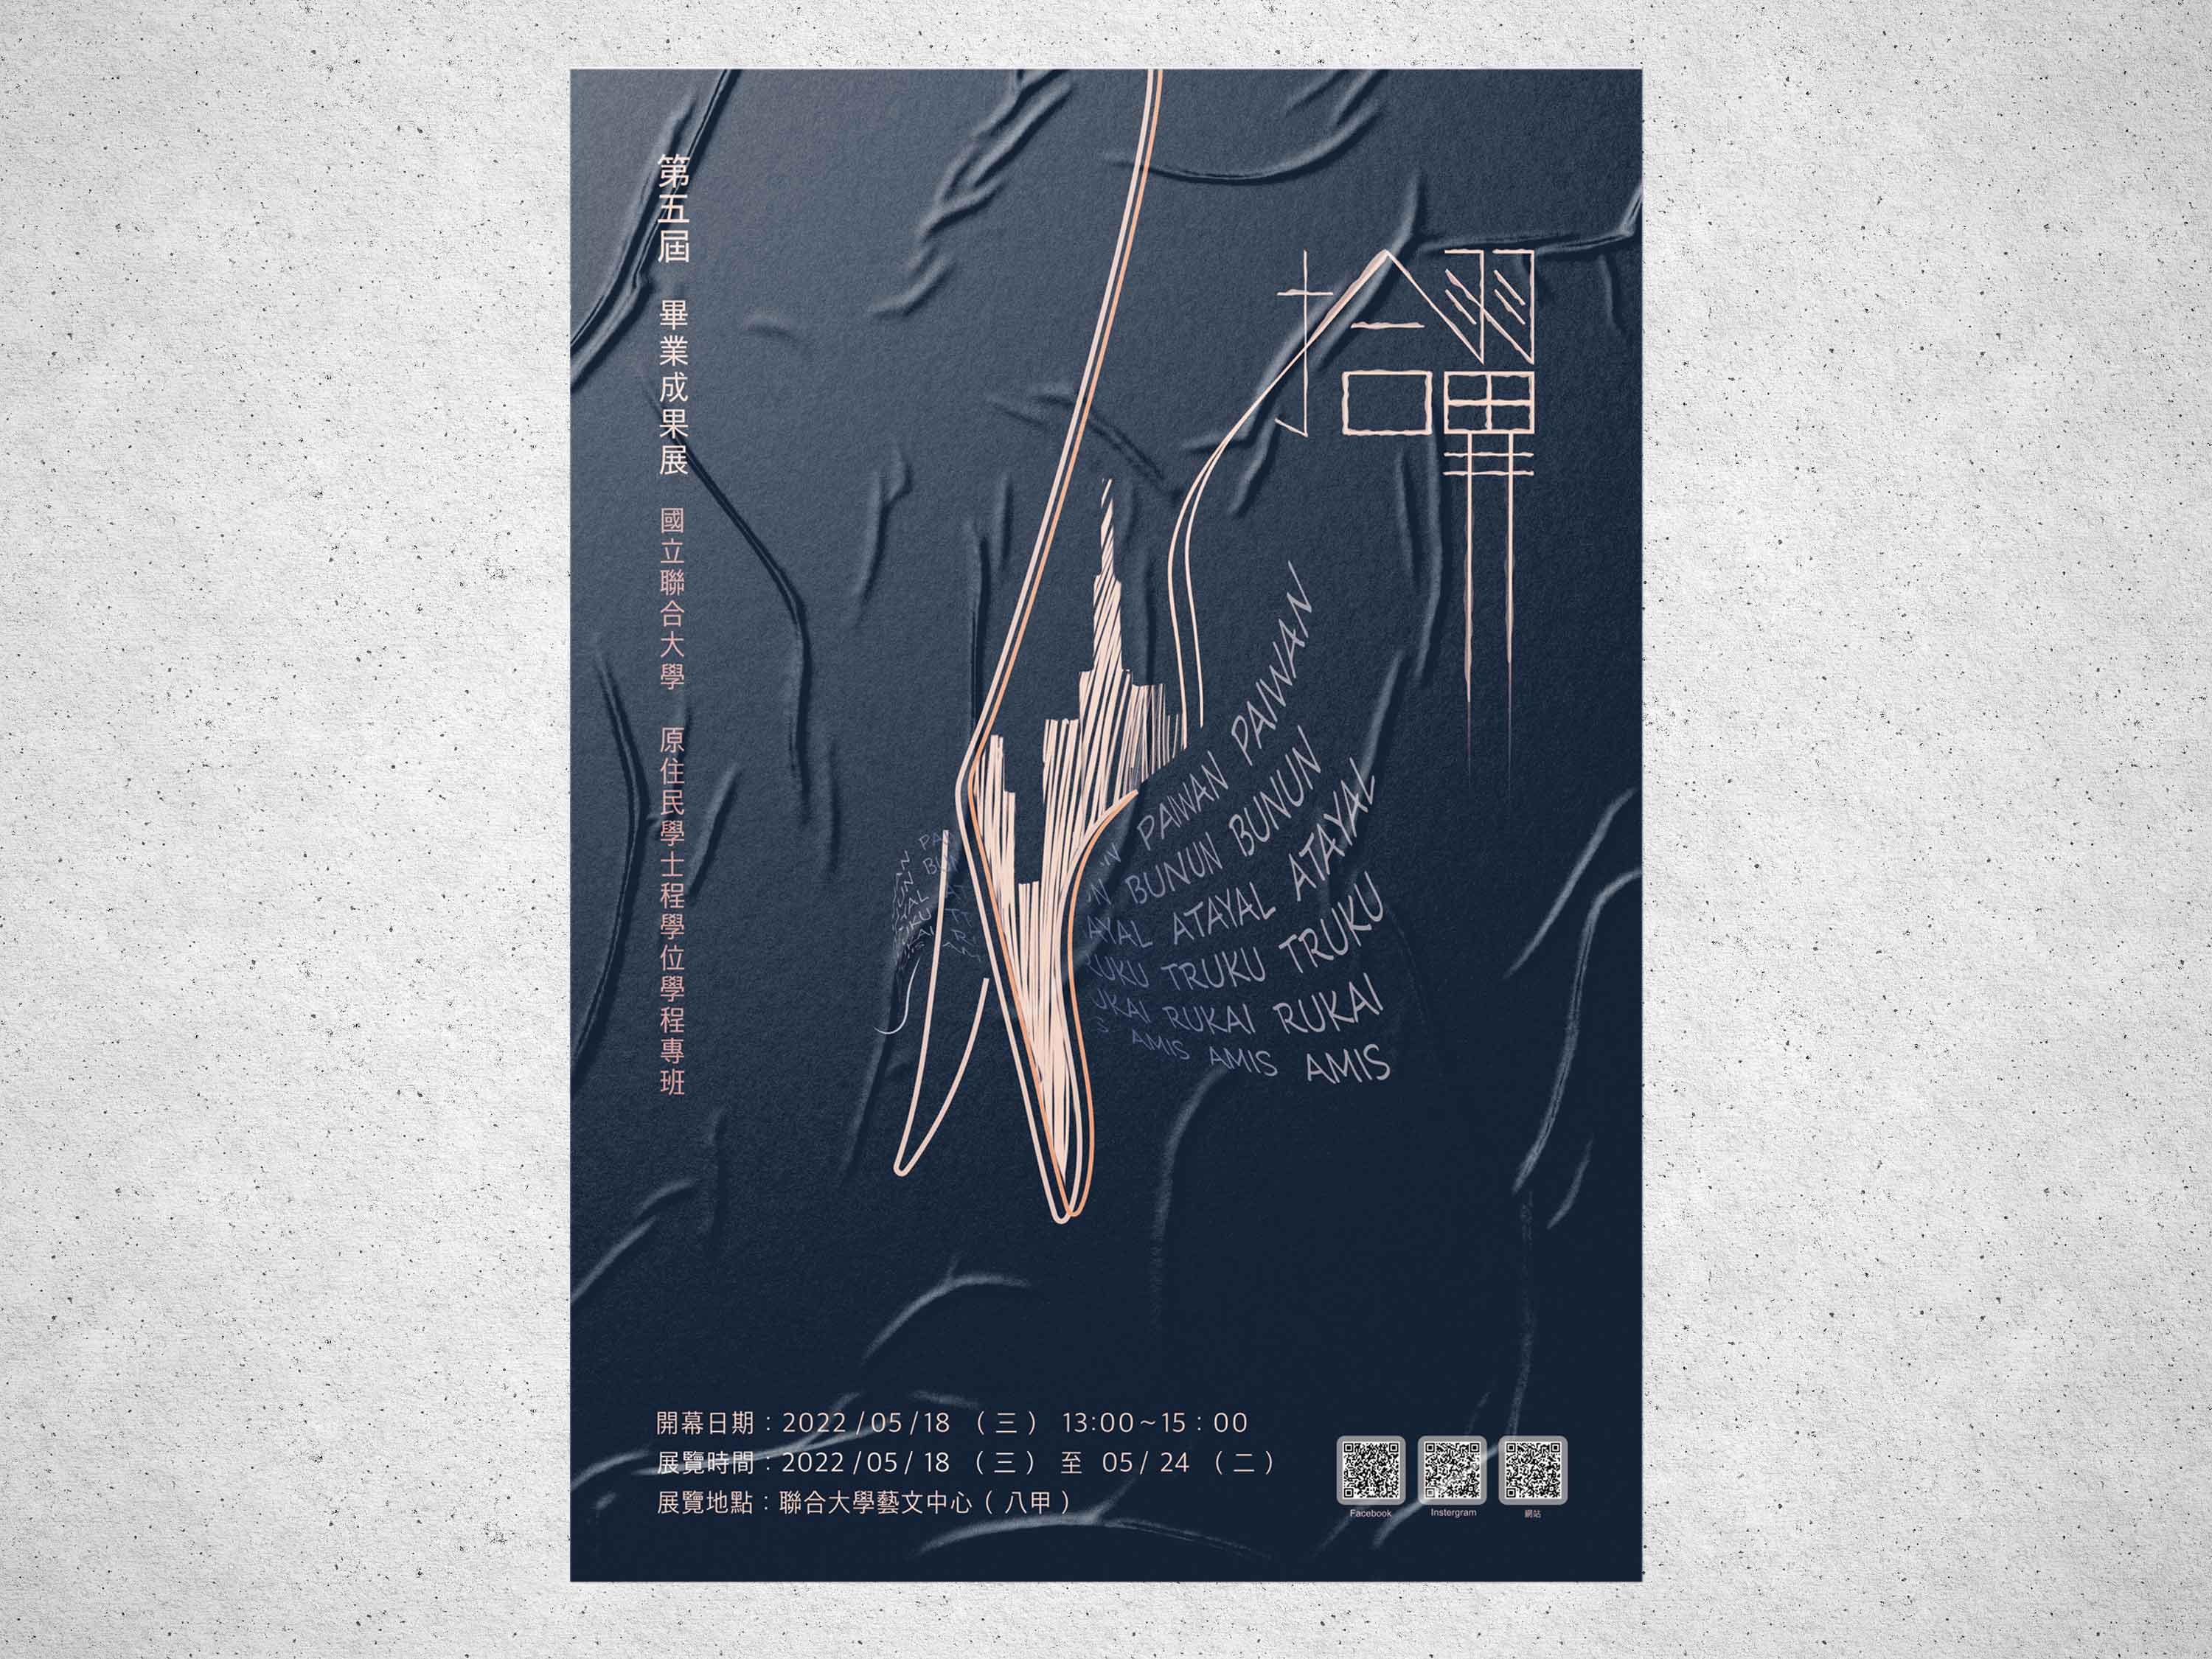 拾翼
第五屆 畢業成果展
國立聯合大學 原住民學士程學位學程專班
PAIWAN PAIWAN
BUNUN BUNUN
ATAYAL ATAYAL
TRUKU TRUKU
RUKAI RUKAI
AMIS AMIS AMIS
開幕日期：2022/05/18 （三） 13:00~15：00
展覽時間：2022/05/18 （三） 至 05/24 （二）
展覽地點：聯合大學藝文中心（八甲）
Facebook
Instergram
網站